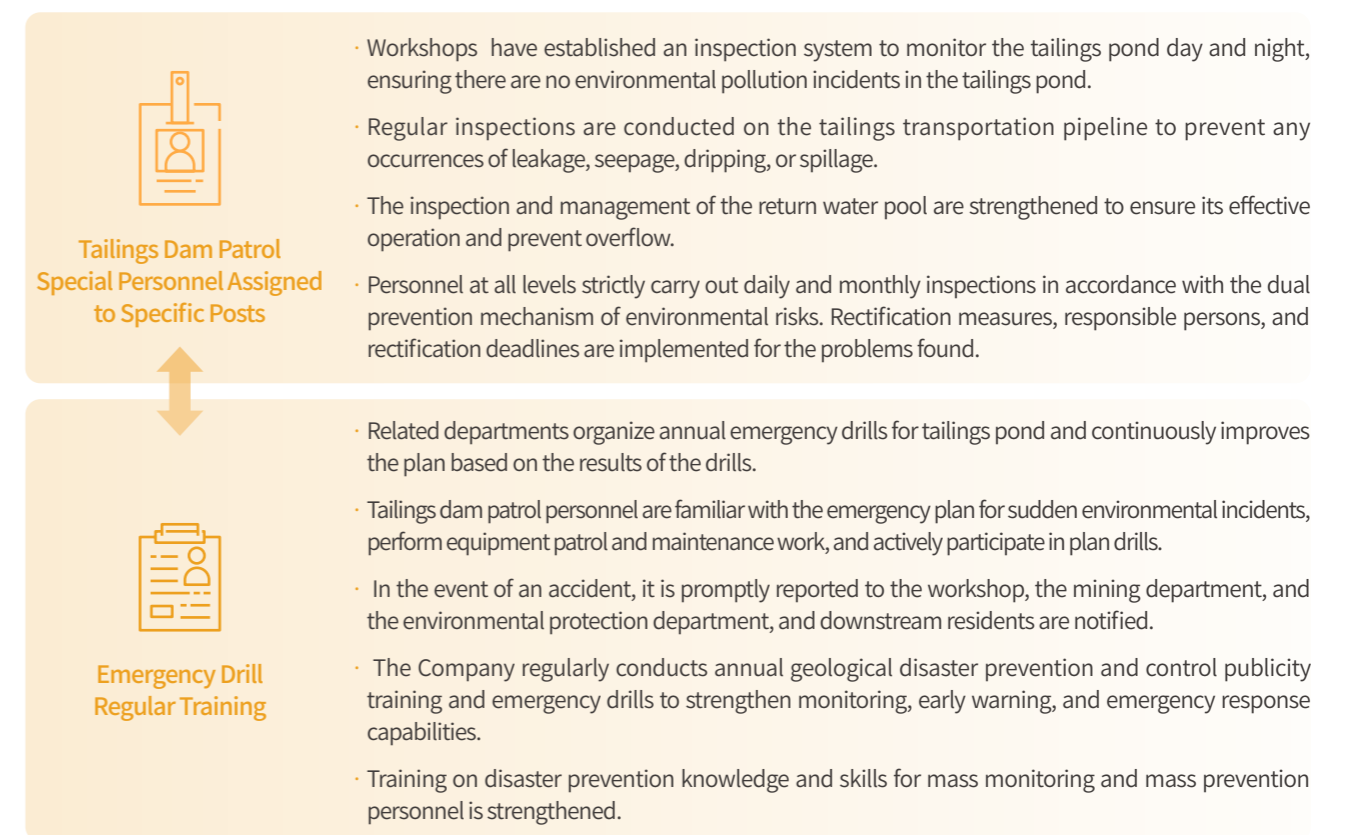 · Workshops have established an inspection system to monitor the tailings pond day and night,
ensuring there are no environmental pollution incidents in the tailings pond.
· Regular inspections are conducted on the tailings transportation pipeline to prevent any
occurrences of leakage, seepage, dripping, or spillage.
· The inspection and management of the return water pool are strengthened to ensure its effective
operation and prevent overflow.
· Personnel at all levels strictly carry out daily and monthly inspections in accordance with the dual
prevention mechanism of environmental risks. Rectification measures, responsible persons, and
rectification deadlines are implemented for the problems found.
Tailings Dam Patrol
Special Personnel Assigned
to Specific Posts
· Related departments organize annual emergency drills for tailings pond and continuously improves
the plan based on the results of the drills.
· Tailings dam patrol personnel are familiar with the emergency plan for sudden environmental incidents,
perform equipment patrol and maintenance work, and actively participate in plan drills.
· In the event of an accident, it is promptly reported to the workshop, the mining department, and
the environmental protection department, and downstream residents are notified.
· The Company regularly conducts annual geological disaster prevention and control publicity
training and emergency drills to strengthen monitoring, early warning, and emergency response
capabilities.
· Training on disaster prevention knowledge and skills for mass monitoring and mass prevention
personnel is strengthened.
Emergency Drill
Regular Training